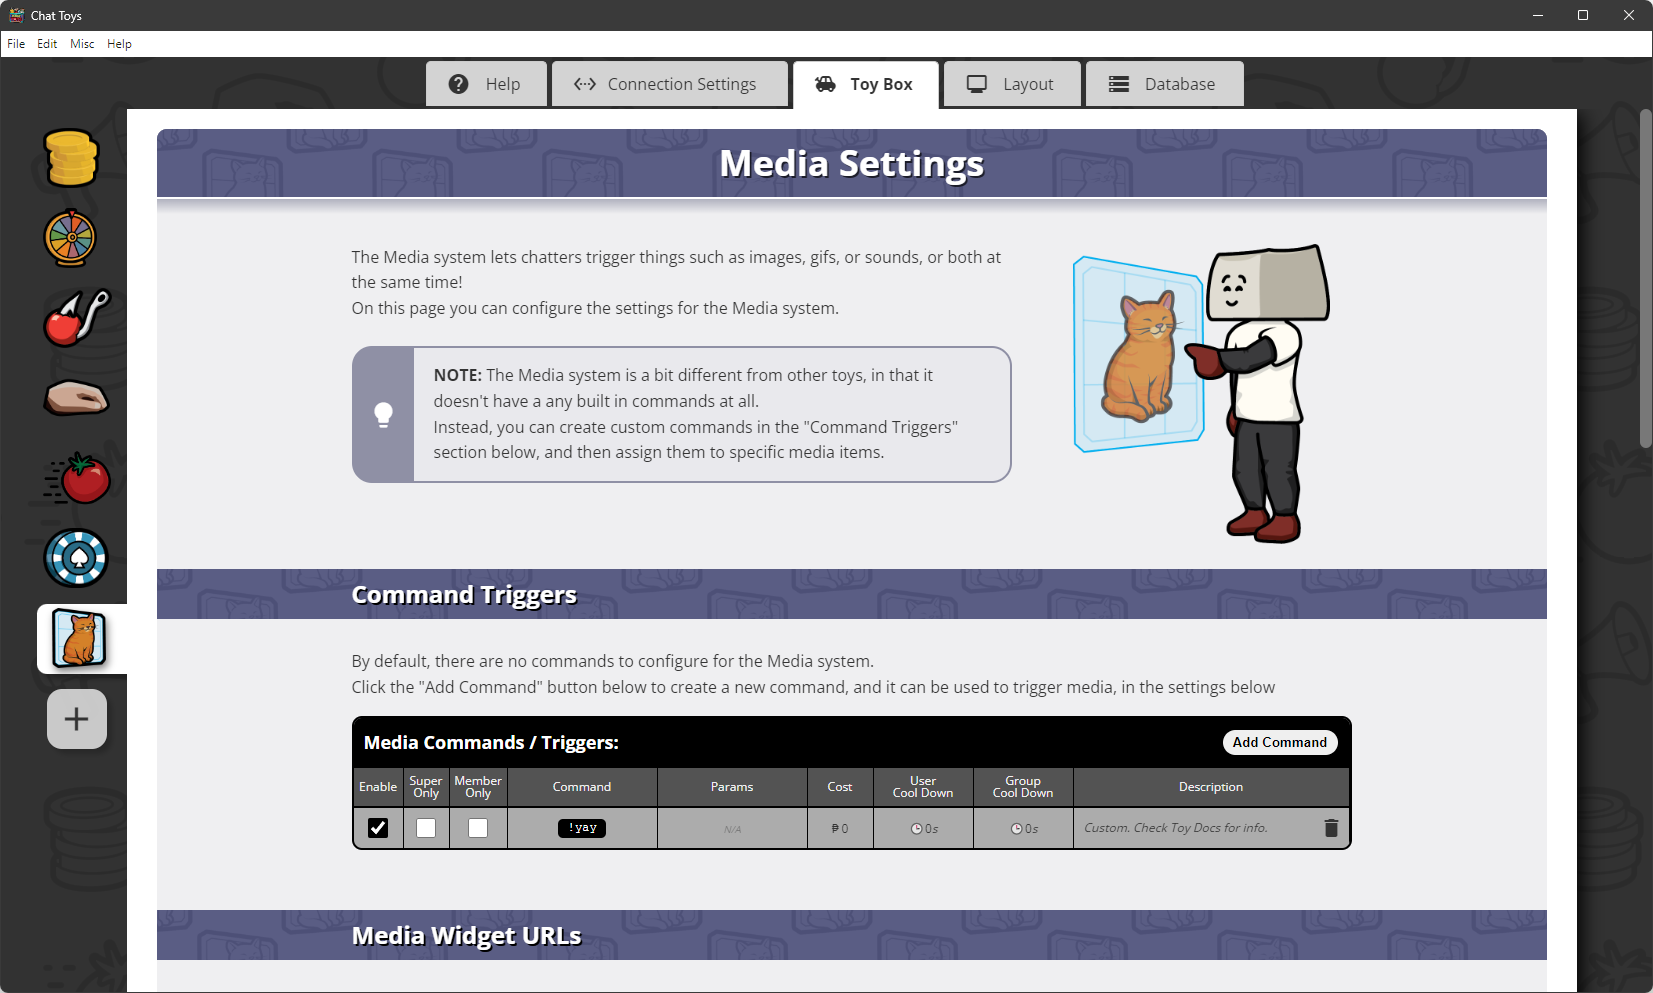 Chat Toys
File Edit Misc Help
Help Connection Settings Toy Box Layout Database
Media Settings
The Media system lets chatters trigger things such as images, gifs, or sounds, or both at
the same time!
On this page you can configure the settings for the Media system.
NOTE: The Media system is a bit different from other toys, in that it
doesn't have a any built in commands at all.
Instead, you can create custom commands in the "Command Triggers"
section below, and then assign them to specific media items.
Command Triggers
By default, there are no commands to configure for the Media system.
Click the "Add Command" button below to create a new command, and it can be used to trigger media, in the settings below
Media Commands / Triggers: Add Command
Enable Super Only Member Only Command Params Cost User Cool Down Group Cool Down Description
!yay N/A ₱0 0s 0s Custom. Check Toy Docs for info.
Media Widget URLs